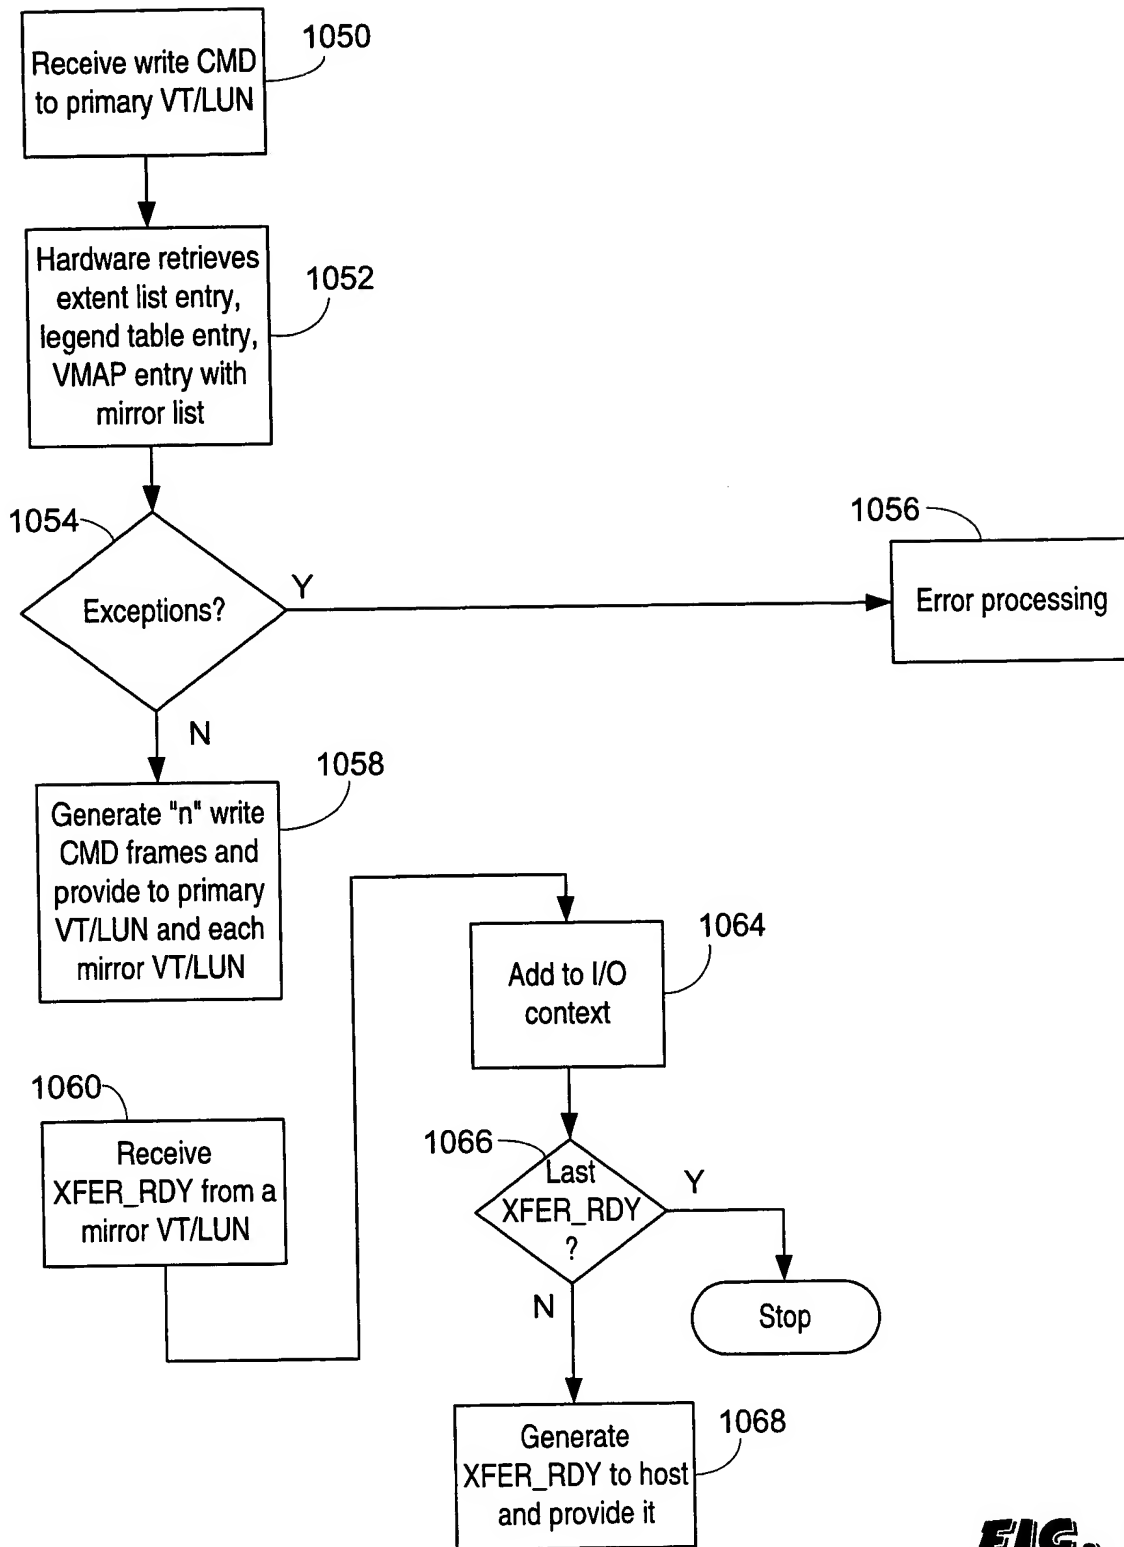 1050
Receive write CMD
to primary VT/LUN
1052
Hardware retrieves
extent list entry,
legend table entry,
VMAP entry with
mirror list
1054
Exceptions?
Y
N
1056
Error processing
1058
Generate "n" write
CMD frames and
provide to primary
VT/LUN and each
mirror VT/LUN
1060
Receive
XFER_RDY from a
mirror VT/LUN
1064
Add to I/O
context
1066
Last
XFER_RDY
?
Y
N
Stop
1068
Generate
XFER_RDY to host
and provide it
FIG.